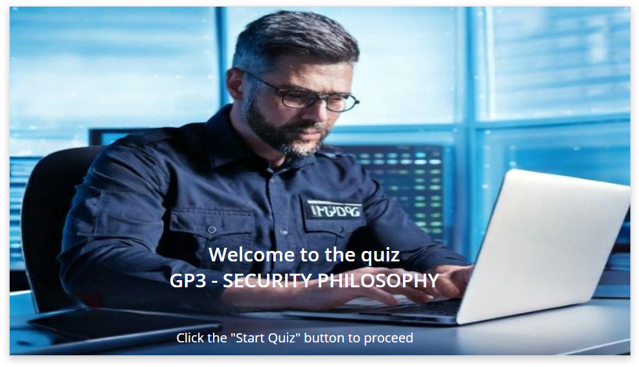 Welcome to the quiz
GP3 - SECURITY PHILOSOPHY
Click the "Start Quiz" button to proceed